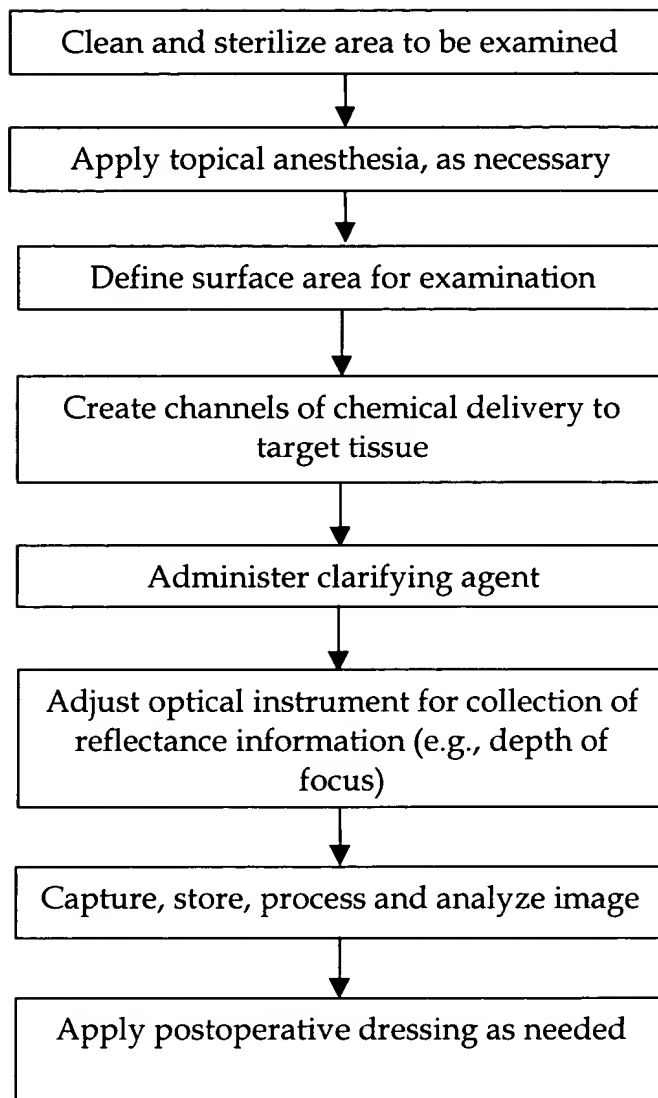 Clean and sterilize area to be examined
Apply topical anesthesia, as necessary
Define surface area for examination
Create channels of chemical delivery to
target tissue
Administer clarifying agent
Adjust optical instrument for collection of
reflectance information (e.g., depth of
focus)
Capture, store, process and analyze image
Apply postoperative dressing as needed